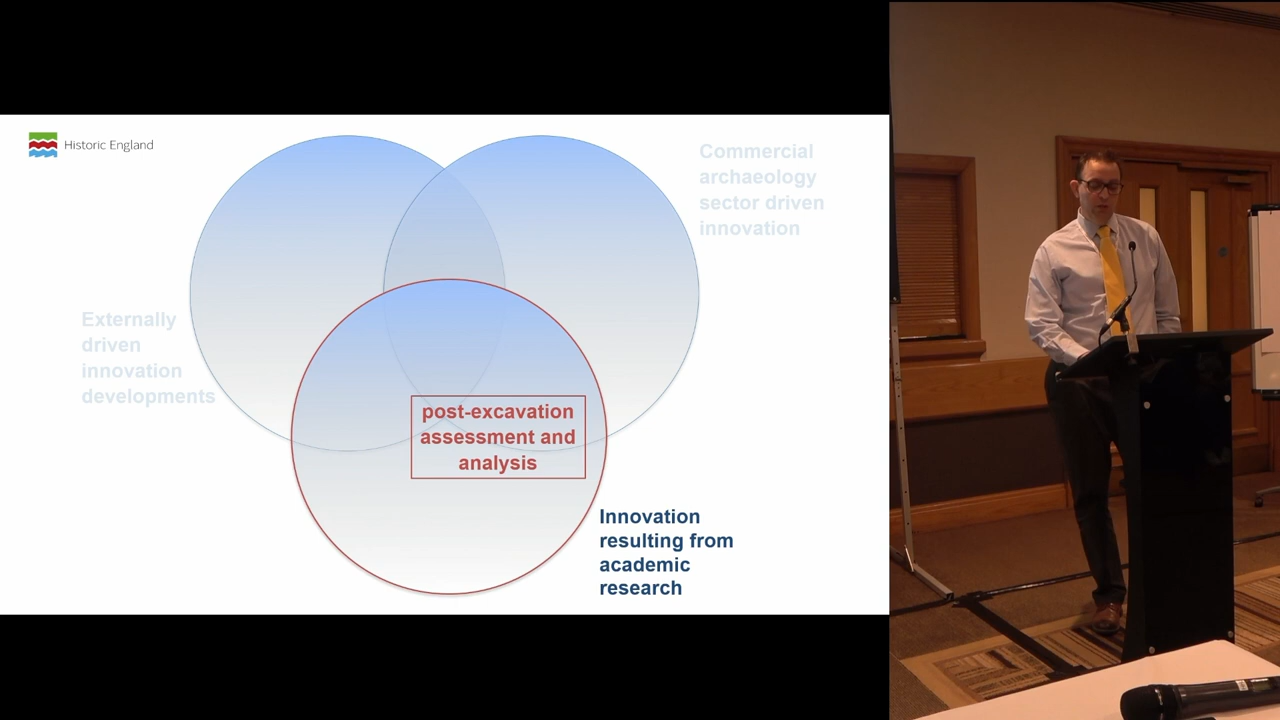 Historic England
Commercial
archaeology
sector driven
innovation
Externally
driven
innovation
developments
post-excavation
assessment and
analysis
Innovation
resulting from
academic
research